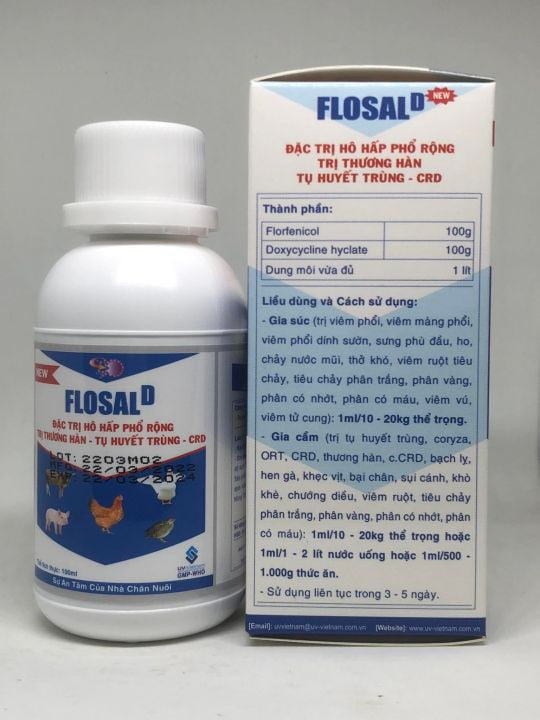 NEW
FLOSAL D
ĐẶC TRỊ HÔ HẤP PHỔ RỘNG
TRỊ THƯƠNG HÀN - TỤ HUYẾT TRÙNG - CRD
LOT: 2203M02
MFG 22/03/2022
EXP 22/03/2024
Thể tích thực: 100ml
UV-VIETNAM
GMP-WHO
Sự An Tâm Của Nhà Chăn Nuôi
FLOSAL D NEW
ĐẶC TRỊ HÔ HẤP PHỔ RỘNG
TRỊ THƯƠNG HÀN
TỤ HUYẾT TRÙNG - CRD
Thành phần:
Florfenicol 100g
Doxycycline hyclate 100g
Dung môi vừa đủ 1 lít
Liều dùng và Cách sử dụng:
- Gia súc (trị viêm phổi, viêm màng phổi,
viêm phổi dính sườn, sưng phù đầu, ho,
chảy nước mũi, thở khó, viêm ruột tiêu
chảy, tiêu chảy phân trắng, phân vàng,
phân có nhớt, phân có máu, viêm vú,
viêm tử cung): 1ml/10 - 20kg thể trọng.
- Gia cầm (trị tụ huyết trùng, coryza,
ORT, CRD, thương hàn, c.CRD, bạch lỵ,
hen gà, khẹc vịt, bại chân, sụi cánh, khò
khè, chướng diều, viêm ruột, tiêu chảy
phân trắng, phân vàng, phân có nhớt, phân
có máu): 1ml/10 - 20kg thể trọng hoặc
1ml/1 - 2 lít nước uống hoặc 1ml/500 -
1.000g thức ăn.
- Sử dụng liên tục trong 3 - 5 ngày.
[Email]: uvvietnam@uv-vietnam.com.vn [Website]: www.uv-vietnam.com.vn